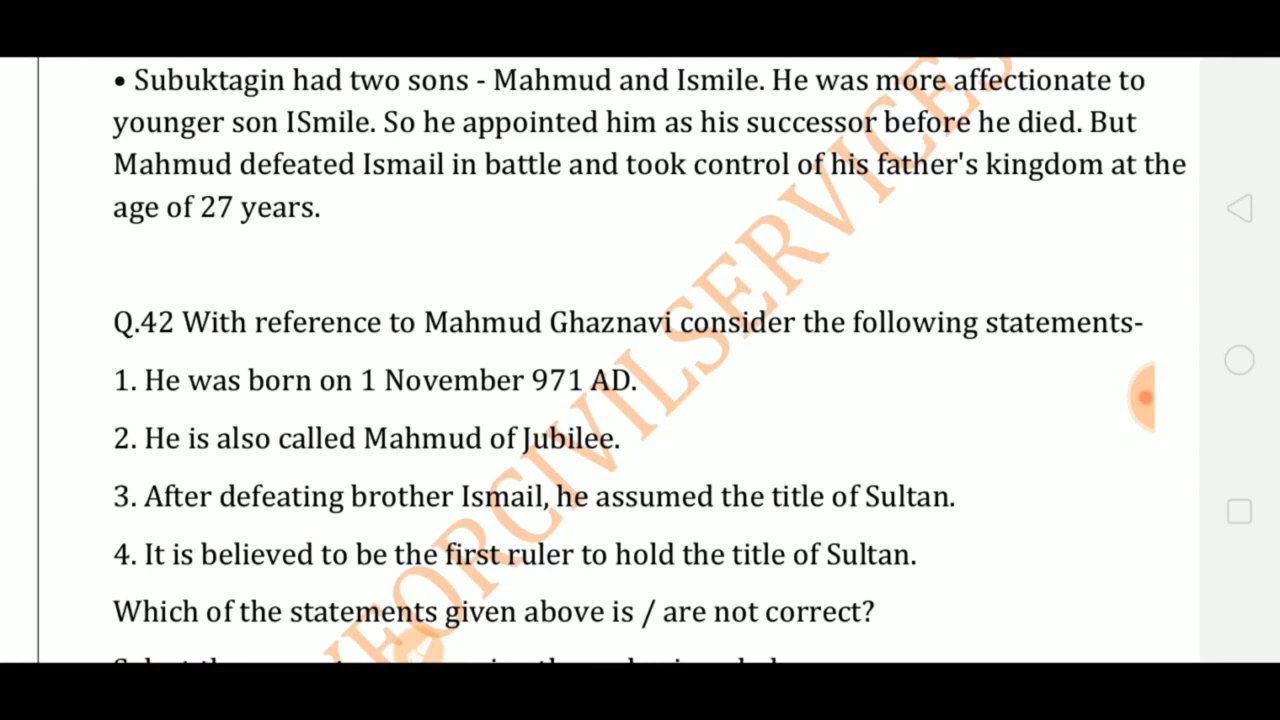 • Subuktagin had two sons - Mahmud and Ismile. He was more affectionate to
younger son ISmile. So he appointed him as his successor before he died. But
Mahmud defeated Ismail in battle and took control of his father's kingdom at the
age of 27 years.
Q.42 With reference to Mahmud Ghaznavi consider the following statements-
1. He was born on 1 November 971 AD.
2. He is also called Mahmud of Jubilee.
3. After defeating brother Ismail, he assumed the title of Sultan.
4. It is believed to be the first ruler to hold the title of Sultan.
Which of the statements given above is / are not correct?
FORCIVILSERVICES